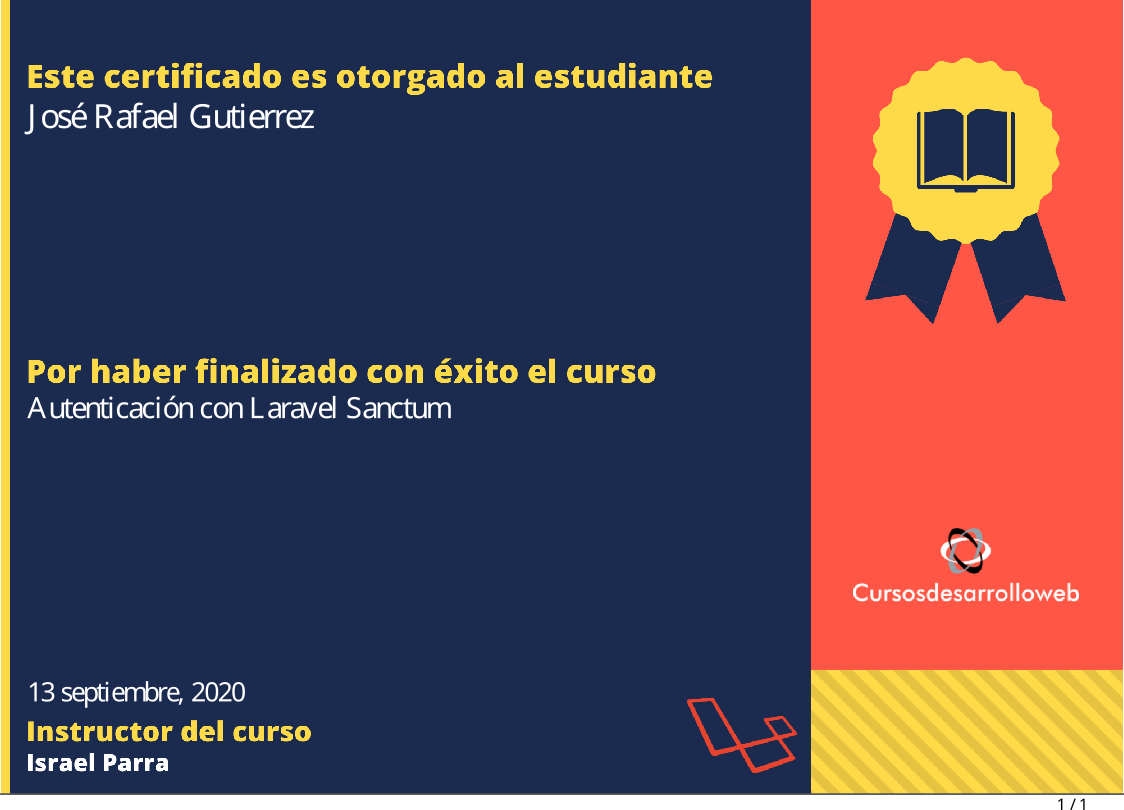 Este certificado es otorgado al estudiante
José Rafael Gutierrez
Por haber finalizado con éxito el curso
Autenticación con Laravel Sanctum
Cursosdesarrolloweb
13 septiembre, 2020
Instructor del curso
Israel Parra
1 / 1